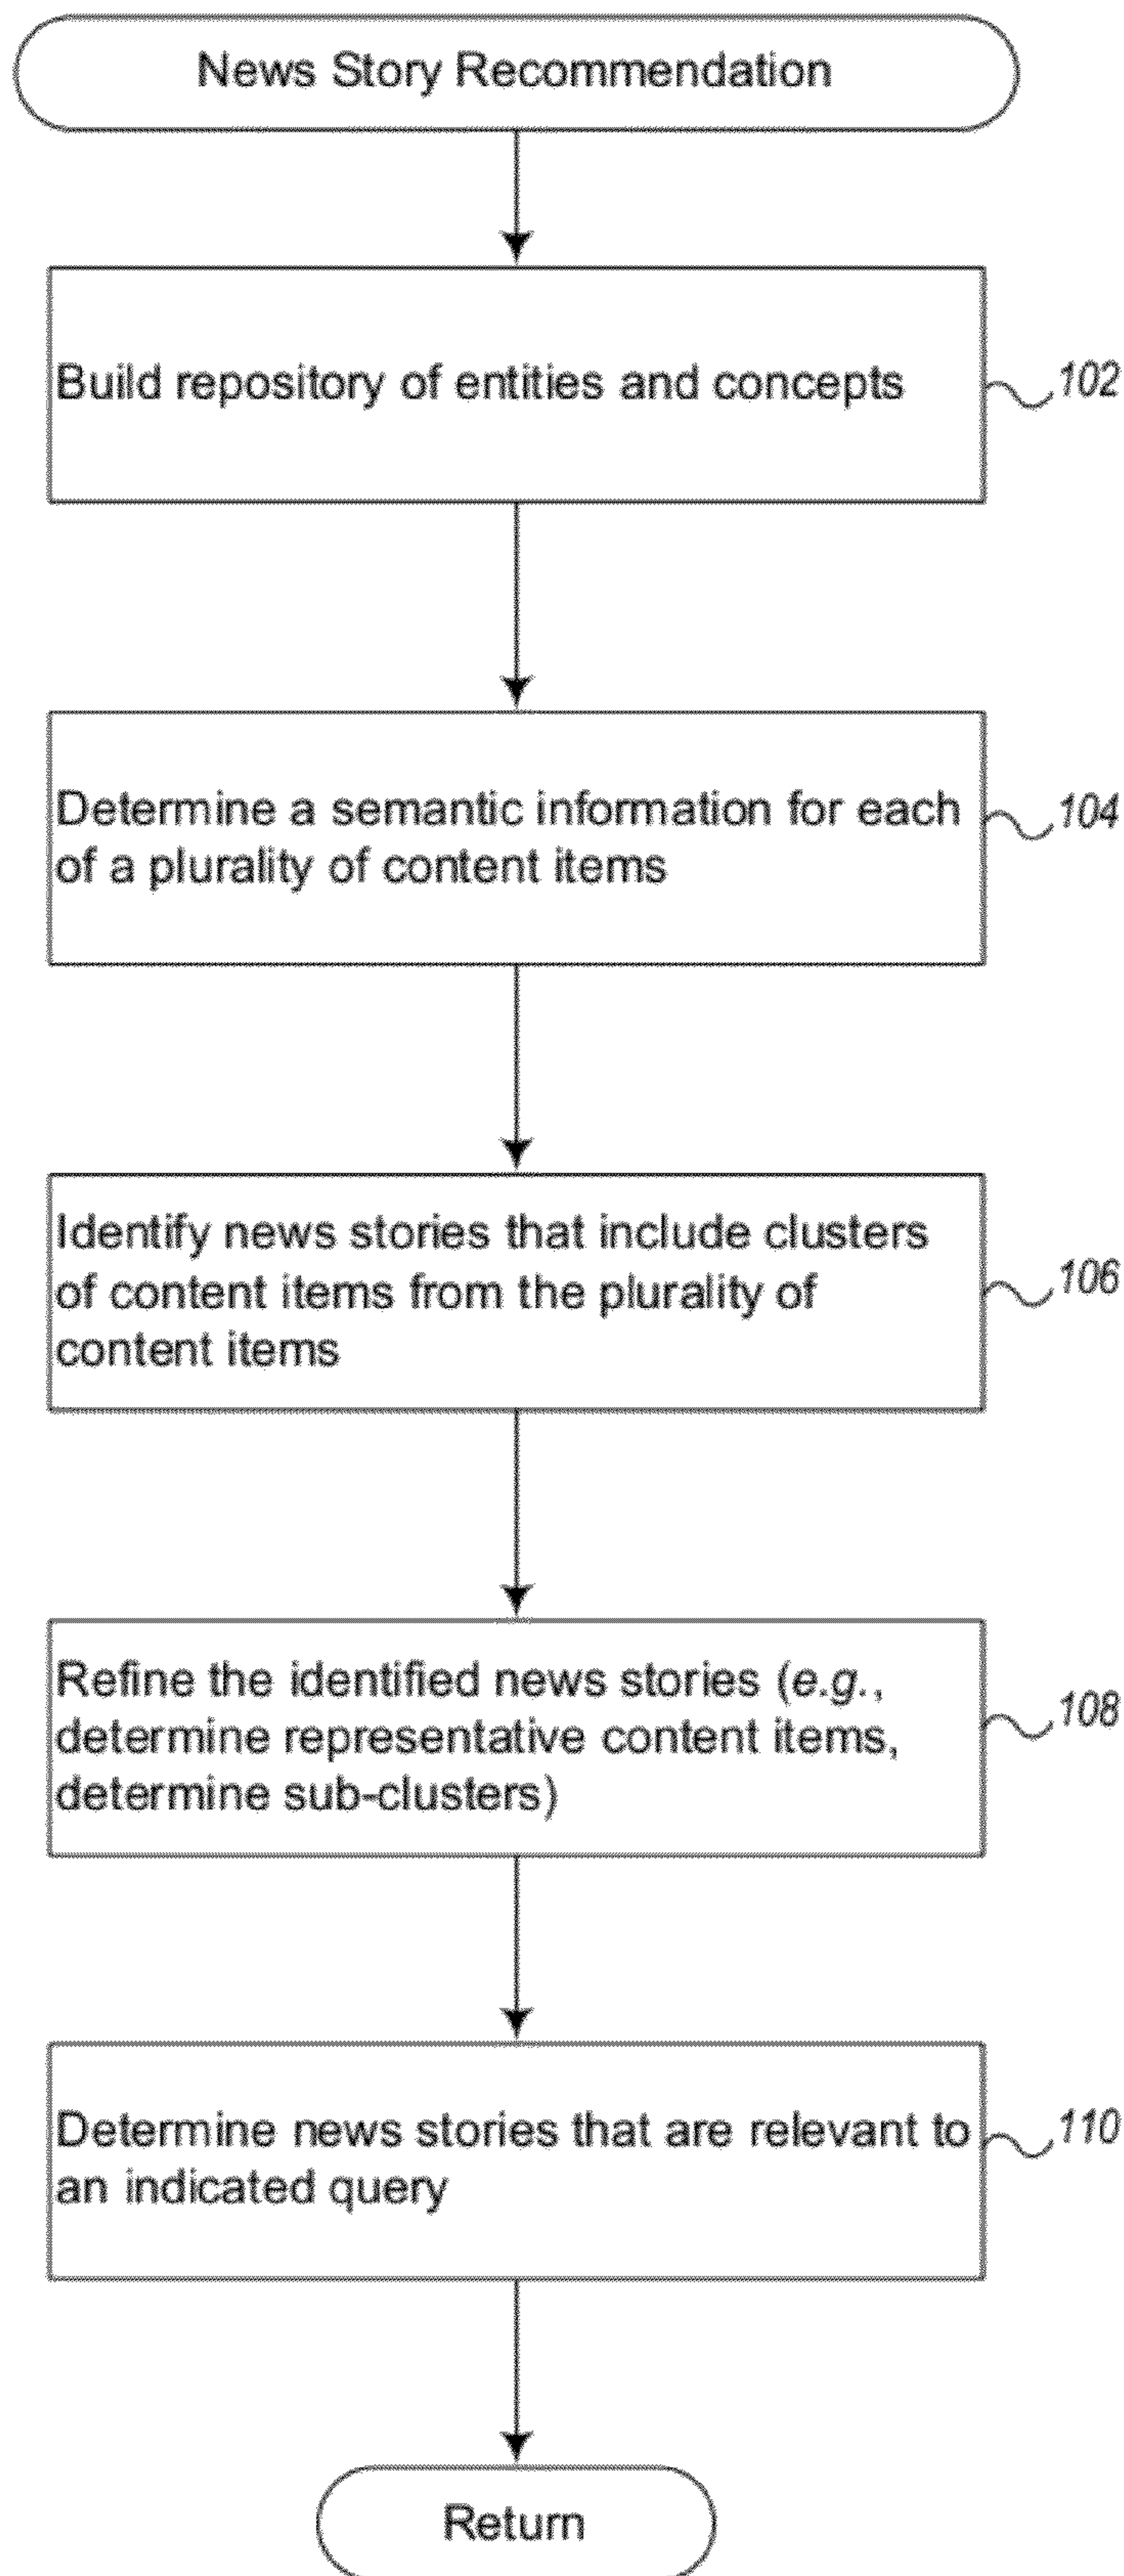 News Story Recommendation
Build repository of entities and concepts
102
Determine a semantic information for each
of a plurality of content items
104
Identify news stories that include clusters
of content items from the plurality of
content items
106
Refine the identified news stories (e.g.,
determine representative content items,
determine sub-clusters)
108
Determine news stories that are relevant to
an indicated query
110
Return